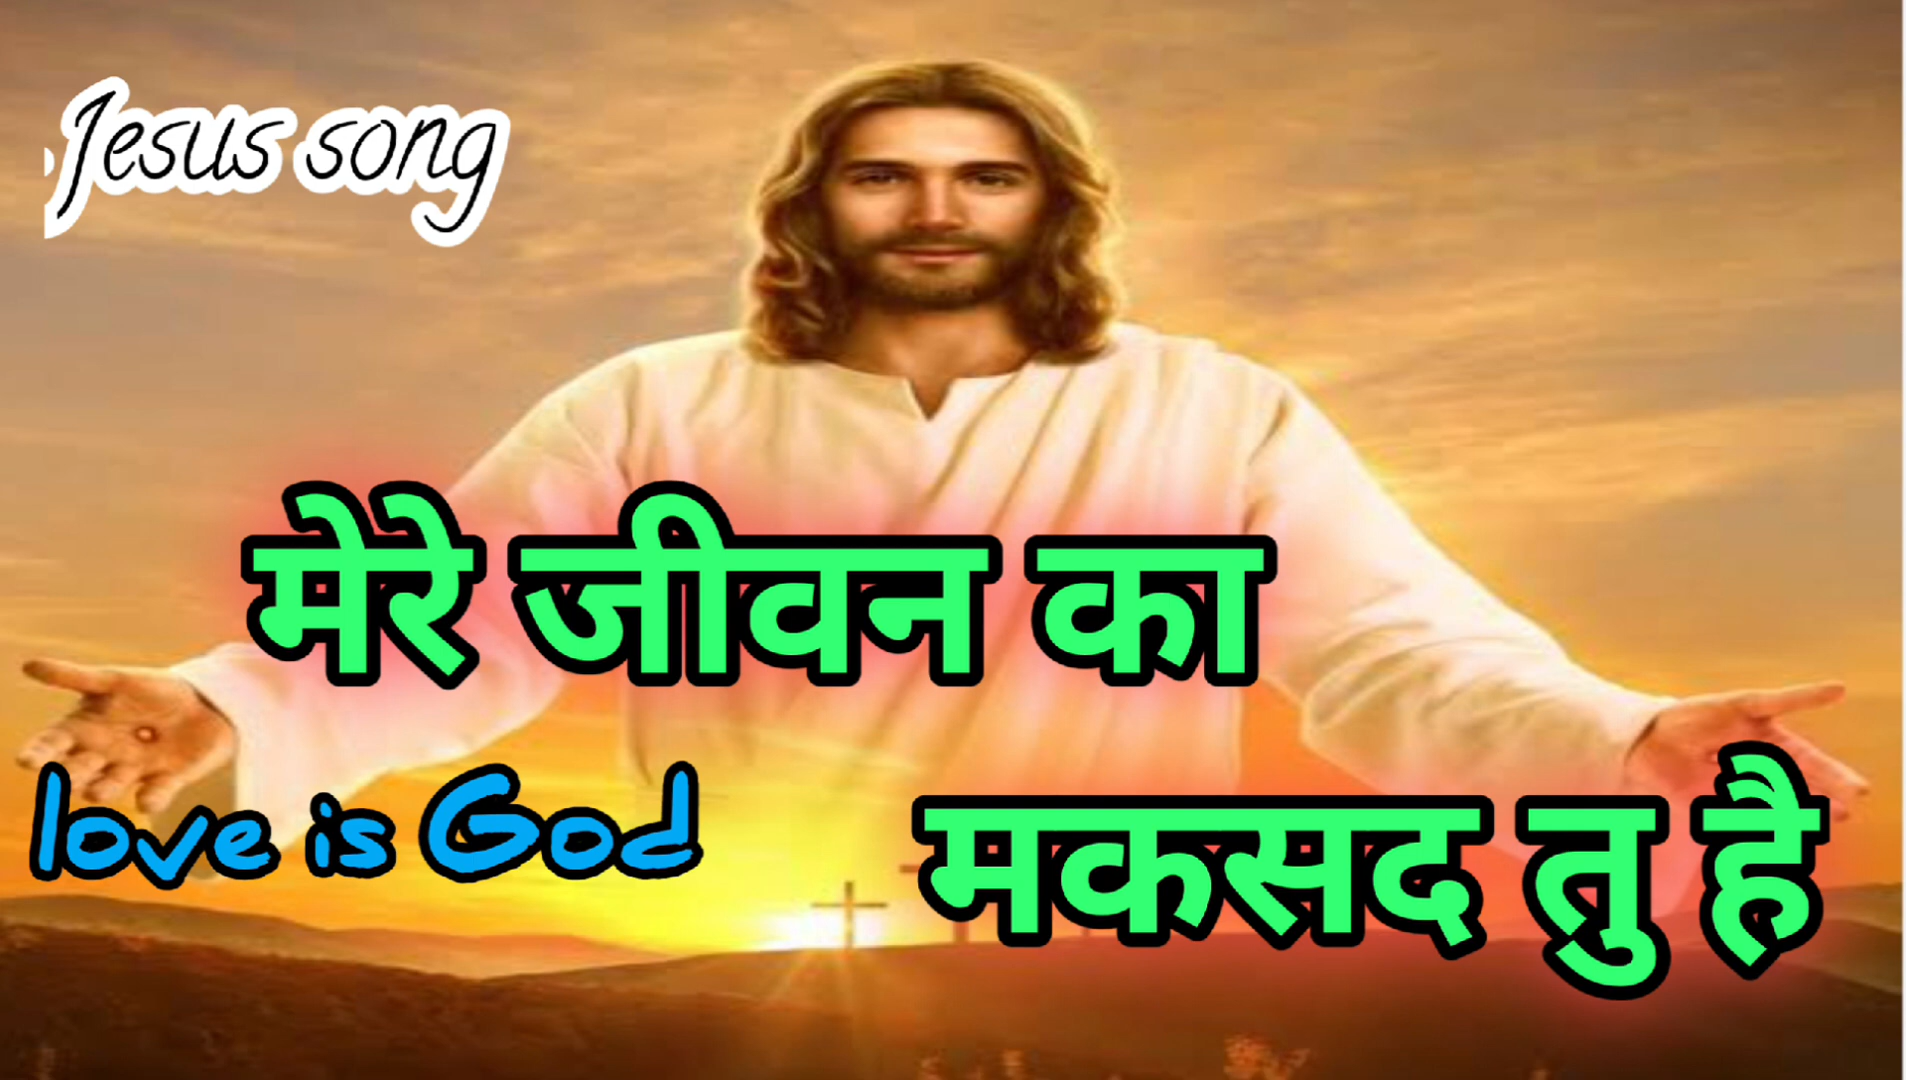 Jesus song
मेरे जीवन का
love is God
मकसद तु है